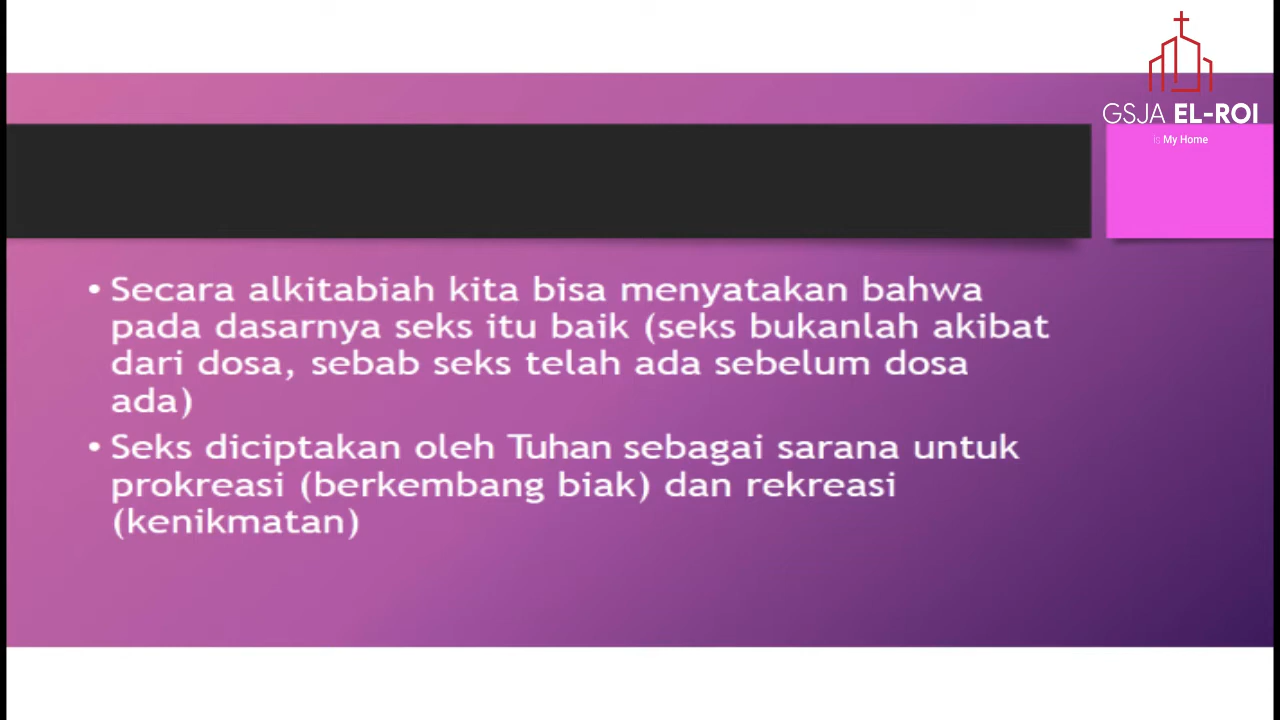 GSJA EL-ROI
is My Home
• Secara alkitabiah kita bisa menyatakan bahwa
pada dasarnya seks itu baik (seks bukanlah akibat
dari dosa, sebab seks telah ada sebelum dosa
ada)
• Seks diciptakan oleh Tuhan sebagai sarana untuk
prokreasi (berkembang biak) dan rekreasi
(kenikmatan)